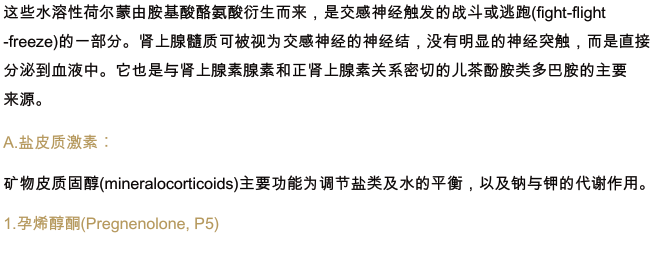 这些水溶性荷尔蒙由胺基酸酪氨酸衍生而来，是交感神经触发的战斗或逃跑(fight-flight
-freeze)的一部分。肾上腺髓质可被视为交感神经的神经结，没有明显的神经突触，而是直接
分泌到血液中。它也是与肾上腺素腺素和正肾上腺素关系密切的儿茶酚胺类多巴胺的主要
来源。
A.盐皮质激素：
矿物皮质固醇(mineralocorticoids)主要功能为调节盐类及水的平衡，以及钠与钾的代谢作用。
1.孕烯醇酮(Pregnenolone, P5)